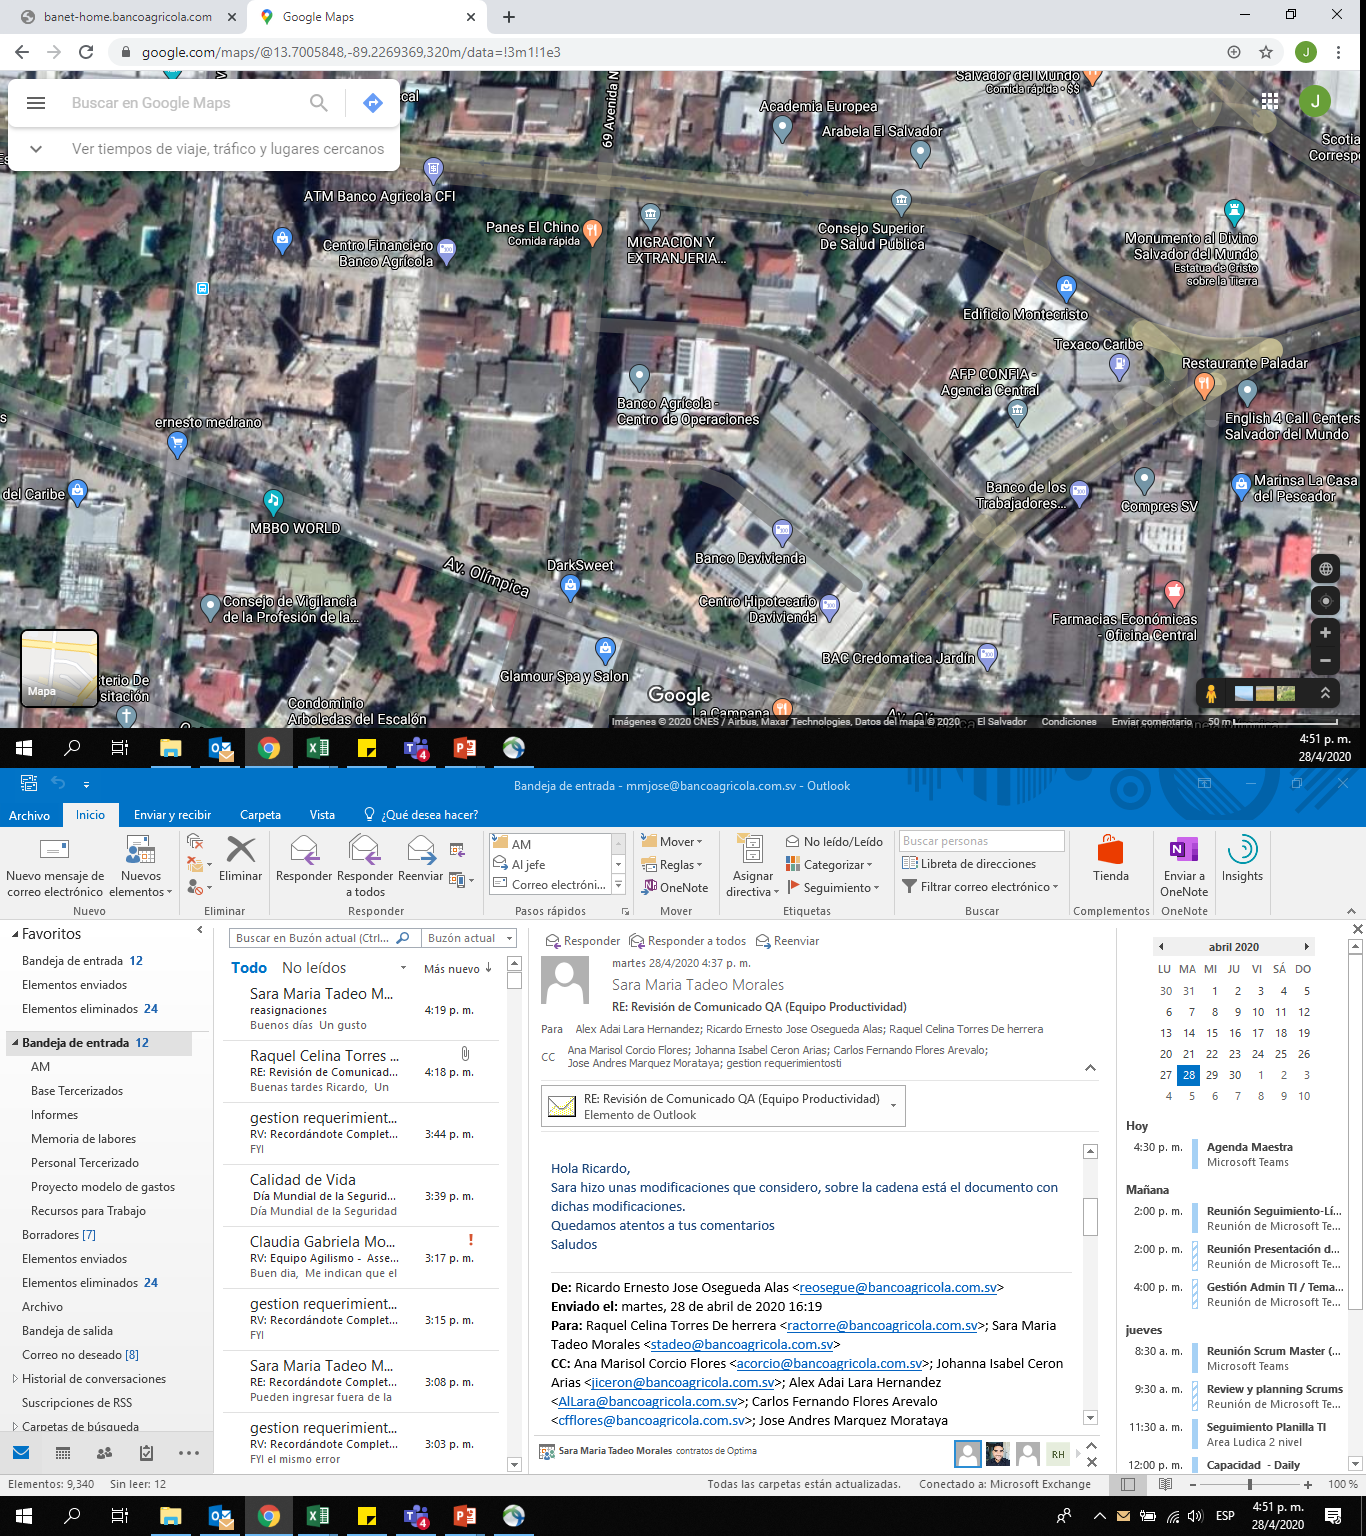 banet-home.bancoagricola.com
Google Maps
google.com/maps/@13.7005848,-89.2269369,320m/data=!3m1!1e3
J
Buscar en Google Maps
Ver tiempos de viaje, tráfico y lugares cercanos
69 Avenida N
Salvador del Mundo
Comida rápida • $$
Academia Europea
Arabela El Salvador
J
Scotia
Corresp
ATM Banco Agricola CFI
Centro Financiero
Banco Agrícola
Panes El Chino
Comida rápida
MIGRACION Y
EXTRANJERIA...
Consejo Superior
De Salud Publica
Monumento al Divino
Salvador del Mundo
Estatua de Cristo
sobre la Tierra
Edificio Montecristo
Texaco Caribe
Restaurante Paladar
AFP CONFIA -
Agencia Central
Banco Agrícola -
Centro de Operaciones
English 4 Call Centers
Salvador del Mundo
ernesto medrano
del Caribe
MBBO WORLD
Banco de los
Trabajadores...
Compres SV
Marinsa La Casa
del Pescador
Banco Davivienda
Av. Olímpica
DarkSweet
Consejo de Vigilancia
de la Profesión de la...
Centro Hipotecario
Davivienda
Farmacias Económicas
- Oficina Central
BAC Credomatica Jardín
Glamour Spa y Salon
Mapa
sterio De
sitación
Condominio
Arboledas del Escalón
Google
La Campana
Imágenes © 2020 CNES / Airbus, Maxar Technologies, Datos del mapa © 2020 El Salvador Condiciones Enviar comentario 50 m
4:51 p. m.
28/4/2020
Bandeja de entrada - mmjose@bancoagricola.com.sv - Outlook
Archivo Inicio Enviar y recibir Carpeta Vista ¿Qué desea hacer?
Nuevo mensaje de
correo electrónico
Nuevos
elementos
Nuevo
Eliminar
Eliminar
Responder
Responder
a todos
Reenviar
Responder
AM
Al jefe
Correo electróni...
Pasos rápidos
Mover
Reglas
OneNote
Mover
Asignar
directiva
No leído/Leído
Categorizar
Seguimiento
Etiquetas
Buscar personas
Libreta de direcciones
Filtrar correo electrónico
Buscar
Tienda
Complementos
Enviar a
OneNote
OneNote
Insights
Favoritos
Bandeja de entrada 12
Elementos enviados
Elementos eliminados 24
Bandeja de entrada 12
AM
Base Tercerizados
Informes
Memoria de labores
Personal Tercerizado
Proyecto modelo de gastos
Recursos para Trabajo
Borradores [7]
Elementos enviados
Elementos eliminados 24
Archivo
Bandeja de salida
Correo no deseado [8]
Historial de conversaciones
Suscripciones de RSS
Carpetas de búsqueda
Buscar en Buzón actual (Ctrl... Buzón actual
Todo No leídos Más nuevo
Sara Maria Tadeo M...
reasignaciones 4:19 p. m.
Buenos días Un gusto
Raquel Celina Torres ...
RE: Revisión de Comunicad... 4:18 p. m.
Buenas tardes Ricardo, Un
gestion requerimient...
RV: Recordándote Complet... 3:44 p. m.
FYI
Calidad de Vida
Día Mundial de la Segurid... 3:39 p. m.
Día Mundial de la Seguridad
Claudia Gabriela Mo... !
RV: Equipo Agilismo - Asse... 3:17 p. m.
Buen dia, Me indican que el
gestion requerimient...
RV: Recordándote Complet... 3:15 p. m.
FYI
Sara Maria Tadeo M...
RE: Recordándote Complet... 3:08 p. m.
Pueden ingresar fuera de la
gestion requerimient...
RV: Recordándote Complet... 3:03 p. m.
FYI el mismo error
Responder Responder a todos Reenviar
martes 28/4/2020 4:37 p. m.
Sara Maria Tadeo Morales
RE: Revisión de Comunicado QA (Equipo Productividad)
Para Alex Adai Lara Hernandez; Ricardo Ernesto Jose Osegueda Alas; Raquel Celina Torres De herrera
CC Ana Marisol Corcio Flores; Johanna Isabel Ceron Arias; Carlos Fernando Flores Arevalo;
Jose Andres Marquez Morataya; gestion requerimientosti
RE: Revisión de Comunicado QA (Equipo Productividad)
Elemento de Outlook
Hola Ricardo,
Sara hizo unas modificaciones que considero, sobre la cadena está el documento con
dichas modificaciones.
Quedamos atentos a tus comentarios
Saludos
De: Ricardo Ernesto Jose Osegueda Alas <reosegue@bancoagricola.com.sv>
Enviado el: martes, 28 de abril de 2020 16:19
Para: Raquel Celina Torres De herrera <ractorre@bancoagricola.com.sv>; Sara Maria
Tadeo Morales <stadeo@bancoagricola.com.sv>
CC: Ana Marisol Corcio Flores <acorcio@bancoagricola.com.sv>; Johanna Isabel Ceron
Arias <jiceron@bancoagricola.com.sv>; Alex Adai Lara Hernandez
<AlLara@bancoagricola.com.sv>; Carlos Fernando Flores Arevalo
<cfflores@bancoagricola.com.sv>; Jose Andres Marquez Morataya
Sara Maria Tadeo Morales contratos de Optima
RH
abril 2020
LU MA MI JU VI SÁ DO
30 31 1 2 3 4 5
6 7 8 9 10 11 12
13 14 15 16 17 18 19
20 21 22 23 24 25 26
27 28 29 30 1 2 3
4 5 6 7 8 9 10
Hoy
4:30 p. m. Agenda Maestra
Microsoft Teams
Mañana
2:00 p. m. Reunión Seguimiento-Lí...
Reunión de Microsoft Te...
2:00 p. m. Reunión Presentación d...
Reunión de Microsoft Te...
4:00 p. m. Gestión Admin TI / Tema...
Reunión de Microsoft Te...
jueves
8:30 a. m. Reunión Scrum Master (...
Microsoft Teams
9:30 a. m. Review y planning Scrums
Reunión de Microsoft Te...
11:30 a. m. Seguimiento Planilla TI
Area Ludica 2 nivel
12:00 p. m. Capacidad - Daily
Elementos: 9,340 Sin leer: 12
Todas las carpetas están actualizadas. Conectado a: Microsoft Exchange
100 %
ESP
4:51 p. m.
28/4/2020